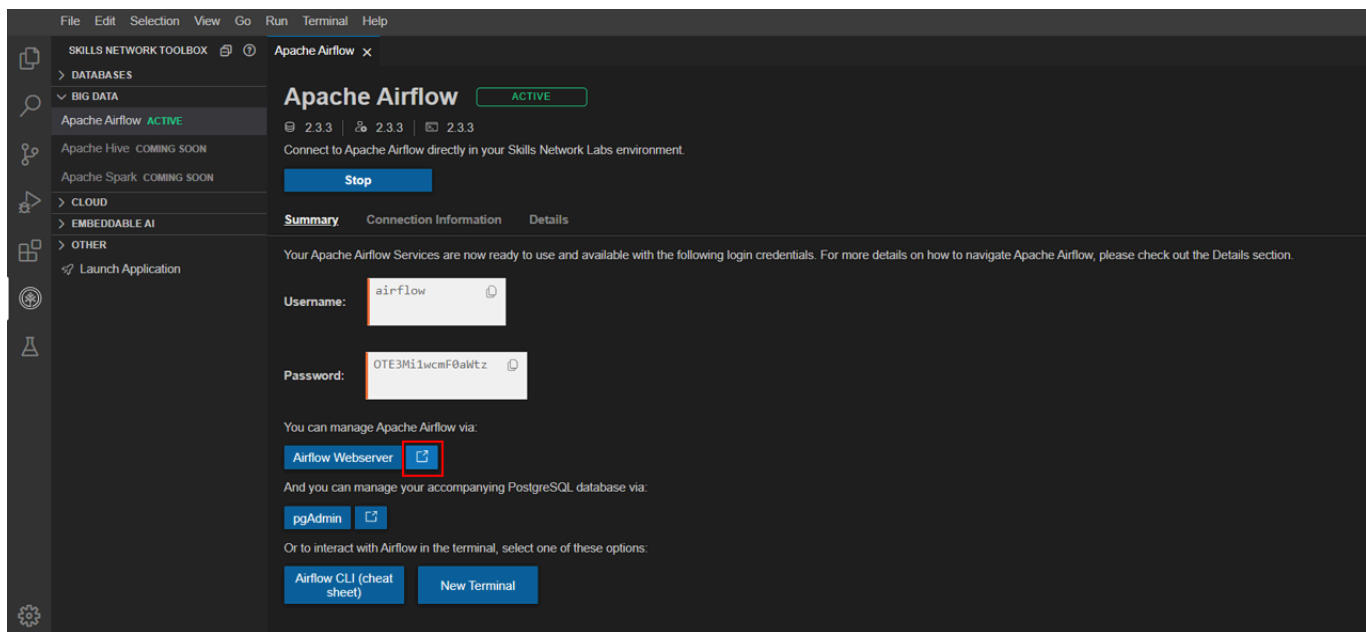 File Edit Selection View Go Run Terminal Help
SKILLS NETWORK TOOLBOX
Apache Airflow
DATABASES
BIG DATA
Apache Airflow ACTIVE
Apache Hive COMING SOON
Apache Spark COMING SOON
CLOUD
EMBEDDABLE AI
OTHER
Launch Application
Apache Airflow ACTIVE
2.3.3 2.3.3 2.3.3
Connect to Apache Airflow directly in your Skills Network Labs environment.
Stop
Summary Connection Information Details
Your Apache Airflow Services are now ready to use and available with the following login credentials. For more details on how to navigate Apache Airflow, please check out the Details section.
Username: airflow
Password: OTE3Mi1wcmF0aWtz
You can manage Apache Airflow via:
Airflow Webserver
And you can manage your accompanying PostgreSQL database via:
pgAdmin
Or to interact with Airflow in the terminal, select one of these options:
Airflow CLI (cheat
sheet)
New Terminal